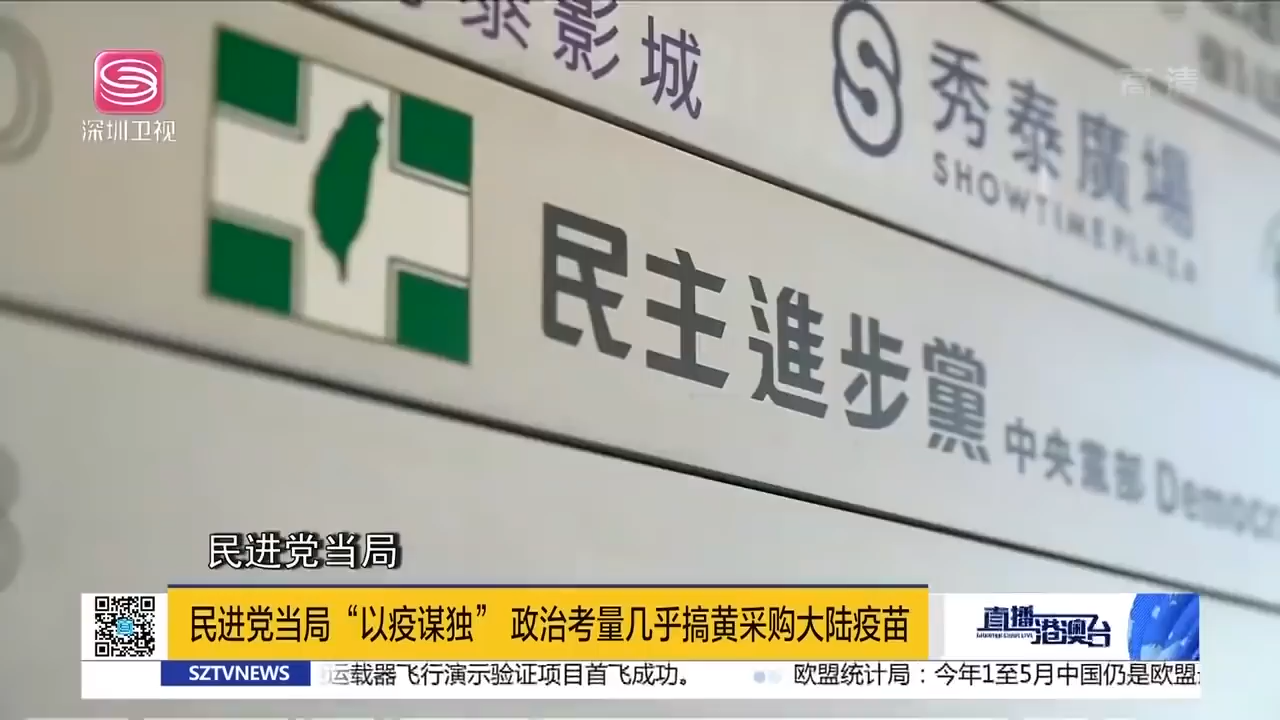 深圳卫视
泰影城
秀泰廣場
SHOWTIME PLAZA
高清
民主進步黨 中央黨部 Democr
民进党当局
民进党当局“以疫谋独” 政治考量几乎搞黄采购大陆疫苗
直播港澳台
SZTVNEWS
运载器飞行演示验证项目首飞成功。 欧盟统计局：今年1至5月中国仍是欧盟